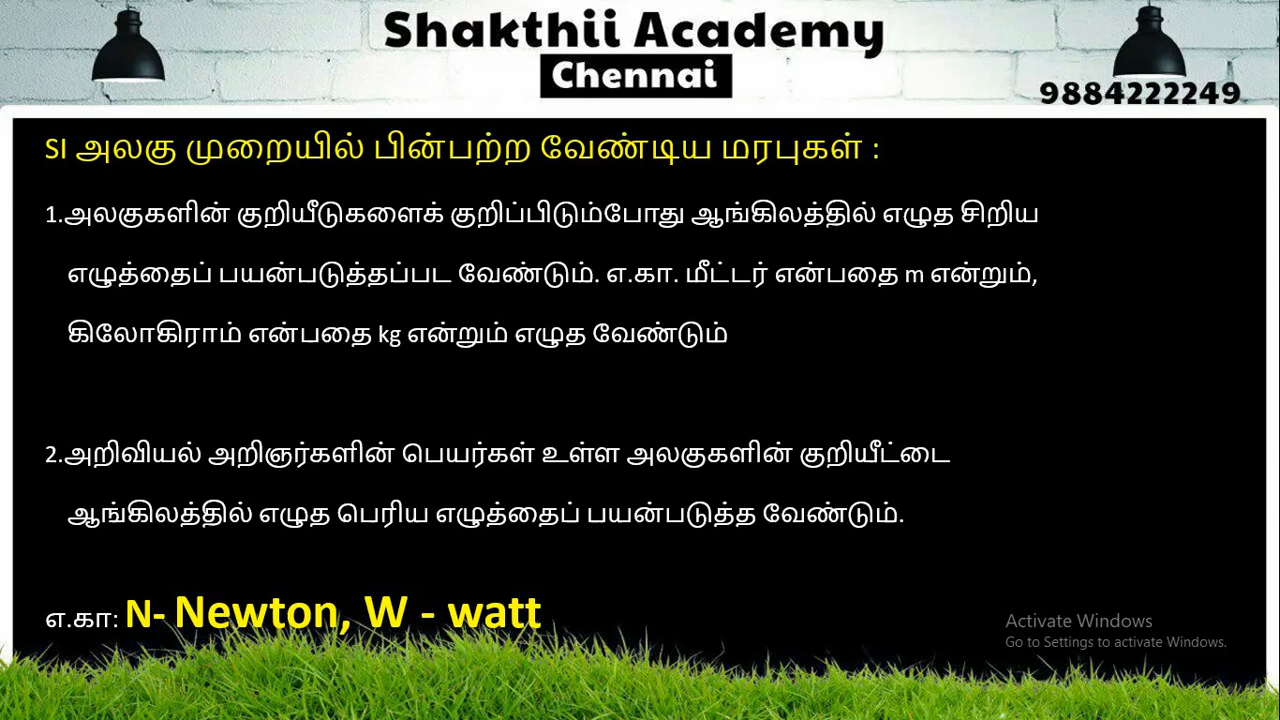 Shakthii Academy
Chennai
9884222249
SI அலகு முறையில் பின்பற்ற வேண்டிய மரபுகள் :
1.அலகுகளின் குறியீடுகளைக் குறிப்பிடும்போது ஆங்கிலத்தில் எழுத சிறிய
எழுத்தைப் பயன்படுத்தப்பட வேண்டும். எ.கா. மீட்டர் என்பதை m என்றும்,
கிலோகிராம் என்பதை kg என்றும் எழுத வேண்டும்
2.அறிவியல் அறிஞர்களின் பெயர்கள் உள்ள அலகுகளின் குறியீட்டை
ஆங்கிலத்தில் எழுத பெரிய எழுத்தைப் பயன்படுத்த வேண்டும்.
எ.கா: N- Newton, W - watt
Activate Windows
Go to Settings to activate Windows.